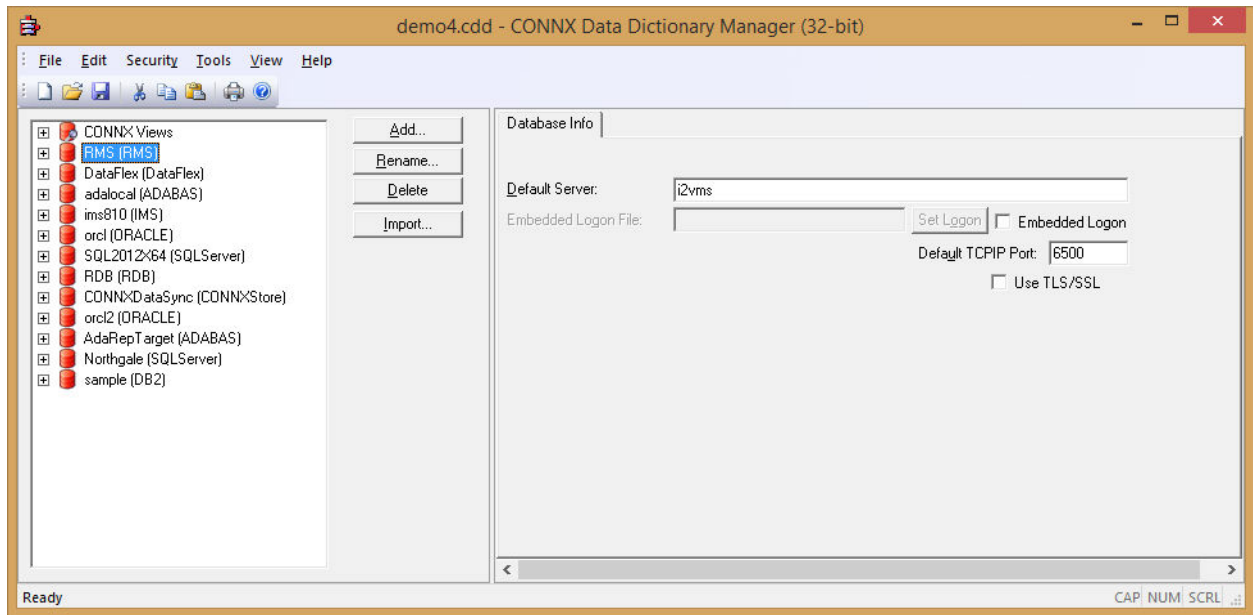 demo4.cdd - CONNX Data Dictionary Manager (32-bit)
File Edit Security Tools View Help
CONNX Views
RMS (RMS)
DataFlex (DataFlex)
adalocal (ADABAS)
ims810 (IMS)
orcl (ORACLE)
SQL2012X64 (SQLServer)
RDB (RDB)
CONNXDataSync (CONNXStore)
orcl2 (ORACLE)
AdaRepTarget (ADABAS)
Northgale (SQLServer)
sample (DB2)
Add...
Rename...
Delete
Import...
Database Info
Default Server: i2vms
Embedded Logon File: Set Logon Embedded Logon
Default TCPIP Port: 6500
Use TLS/SSL
Ready CAP NUM SCRL